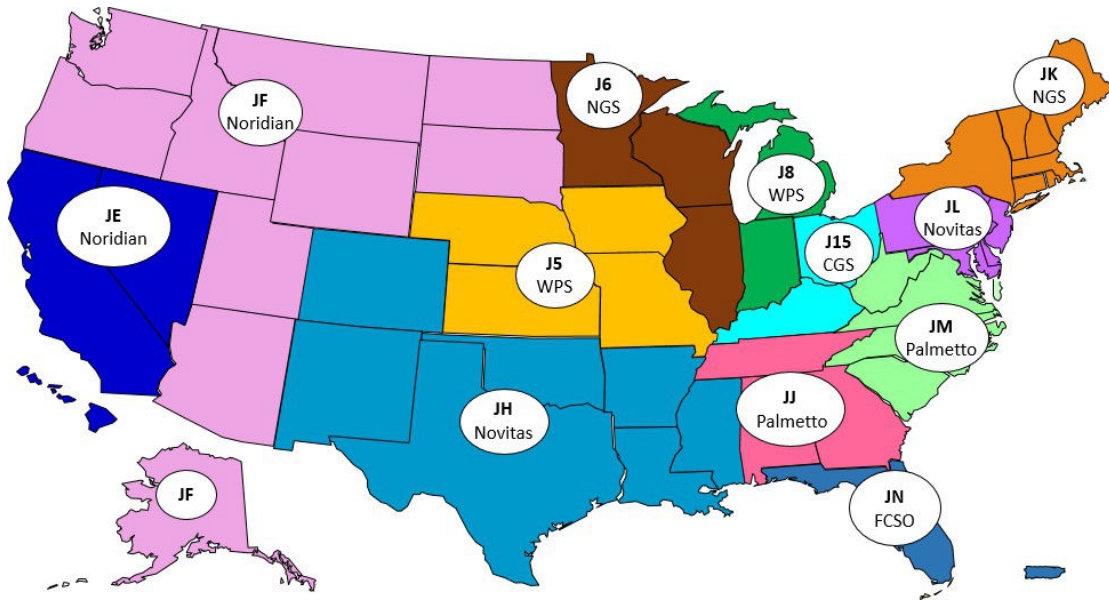 JF
Noridian
J6
NGS
JK
NGS
J8
WPS
JE
Noridian
JL
Novitas
J15
CGS
J5
WPS
JM
Palmetto
JH
Novitas
JJ
Palmetto
JF
JN
FCSO